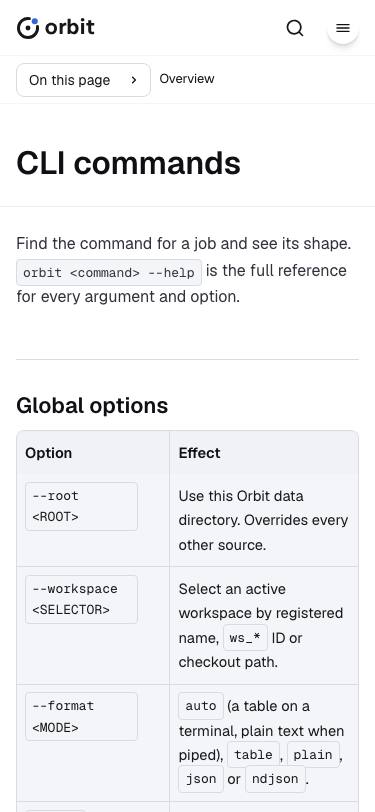 orbit
On this page
Overview
CLI commands
Find the command for a job and see its shape.
orbit <command> --help is the full reference
for every argument and option.
Global options
Option Effect
--root
<ROOT>
Use this Orbit data
directory. Overrides every
other source.
--workspace
<SELECTOR>
Select an active
workspace by registered
name, ws_* ID or
checkout path.
--format
<MODE>
auto (a table on a
terminal, plain text when
piped), table, plain,
json or ndjson.